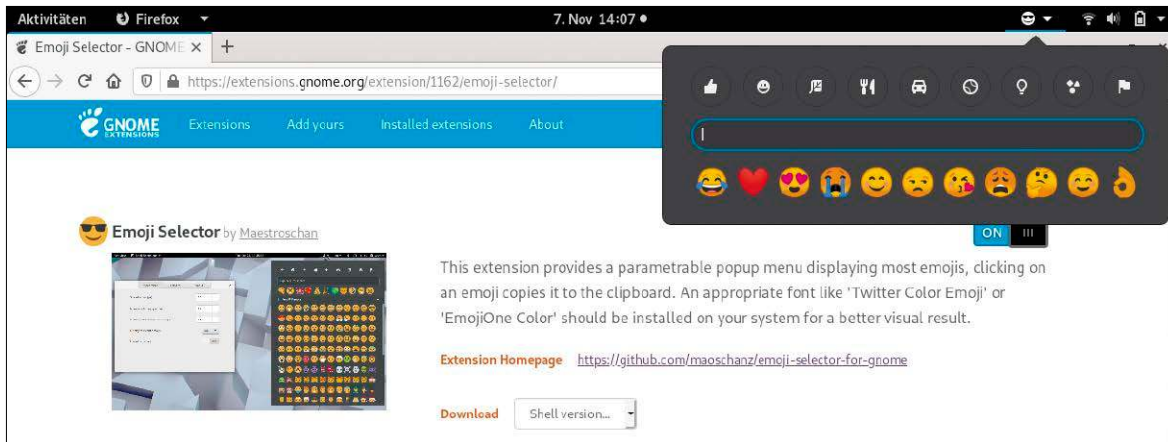 Aktivitäten Firefox 7. Nov 14:07
Emoji Selector - GNOME
https://extensions.gnome.org/extension/1162/emoji-selector/
GNOME EXTENSIONS Extensions Add yours Installed extensions About
Emoji Selector by Maestroschan
ON
This extension provides a parametrable popup menu displaying most emojis, clicking on
an emoji copies it to the clipboard. An appropriate font like 'Twitter Color Emoji' or
'EmojiOne Color' should be installed on your system for a better visual result.
Extension Homepage https://github.com/maoschanz/emoji-selector-for-gnome
Download Shell version...